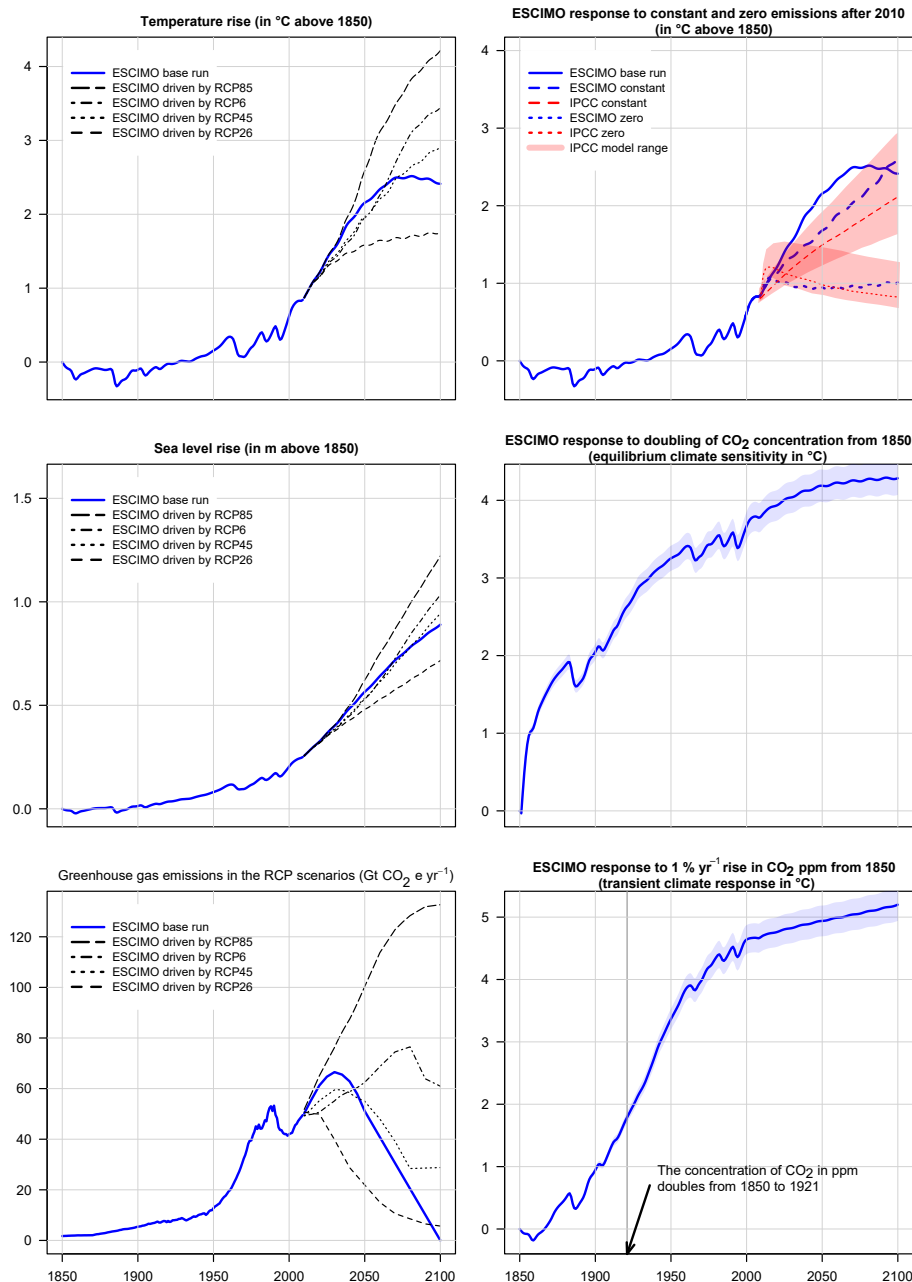 Temperature rise (in °C above 1850)
4
3
2
1
0
ESCIMO base run
ESCIMO driven by RCP85
ESCIMO driven by RCP6
ESCIMO driven by RCP45
ESCIMO driven by RCP26
ESCIMO response to constant and zero emissions after 2010
(in °C above 1850)
4
3
2
1
0
ESCIMO base run
ESCIMO constant
IPCC constant
ESCIMO zero
IPCC zero
IPCC model range
Sea level rise (in m above 1850)
1.5
1.0
0.5
0.0
ESCIMO base run
ESCIMO driven by RCP85
ESCIMO driven by RCP6
ESCIMO driven by RCP45
ESCIMO driven by RCP26
ESCIMO response to doubling of CO2 concentration from 1850
(equilibrium climate sensitivity in °C)
4
3
2
1
0
Greenhouse gas emissions in the RCP scenarios (Gt CO2 e yr−1)
120
100
80
60
40
20
0
ESCIMO base run
ESCIMO driven by RCP85
ESCIMO driven by RCP6
ESCIMO driven by RCP45
ESCIMO driven by RCP26
1850 1900 1950 2000 2050 2100
ESCIMO response to 1 % yr−1 rise in CO2 ppm from 1850
(transient climate response in °C)
5
4
3
2
1
0
The concentration of CO2 in ppm
doubles from 1850 to 1921
1850 1900 1950 2000 2050 2100